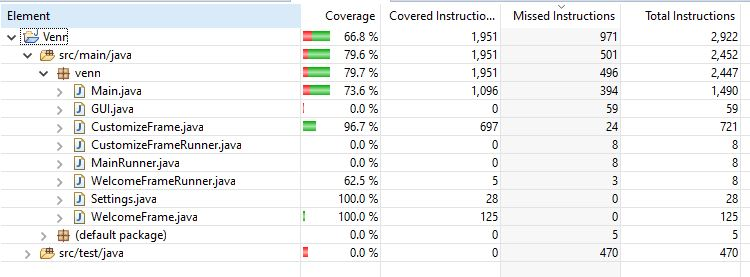 Element Coverage Covered Instructio... Missed Instructions Total Instructions
Venn 66.8 % 1,951 971 2,922
src/main/java 79.6 % 1,951 501 2,452
venn 79.7 % 1,951 496 2,447
Main.java 73.6 % 1,096 394 1,490
GUI.java 0.0 % 0 59 59
CustomizeFrame.java 96.7 % 697 24 721
CustomizeFrameRunner.java 0.0 % 0 8 8
MainRunner.java 0.0 % 0 8 8
WelcomeFrameRunner.java 62.5 % 5 3 8
Settings.java 100.0 % 28 0 28
WelcomeFrame.java 100.0 % 125 0 125
(default package) 0.0 % 0 5 5
src/test/java 0.0 % 0 470 470